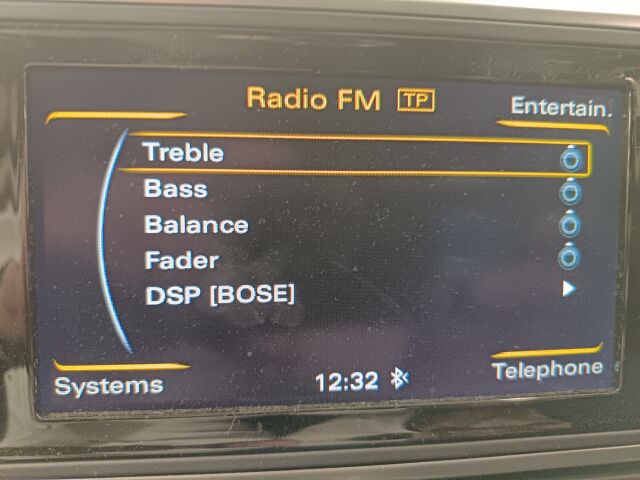 Radio FM TP
Entertain.
Treble
Bass
Balance
Fader
DSP [BOSE]
Systems
12:32
Telephone